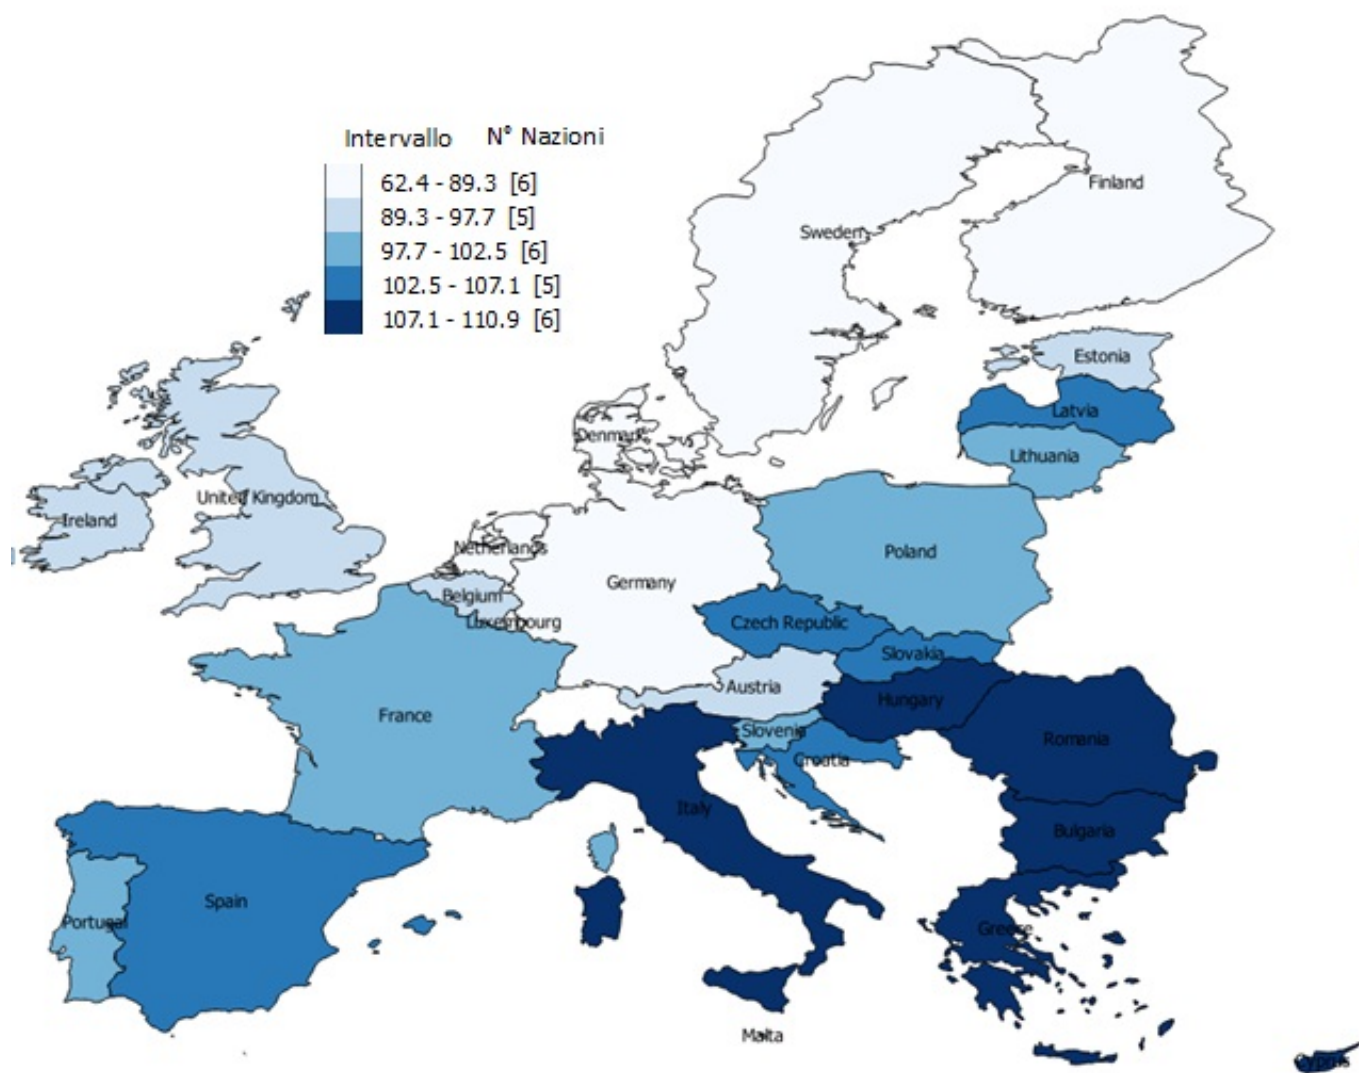 Intervallo N° Nazioni
62.4 - 89.3 [6]
89.3 - 97.7 [5]
97.7 - 102.5 [6]
102.5 - 107.1 [5]
107.1 - 110.9 [6]
Finland
Sweden
Estonia
Latvia
Denmark
Lithuania
United Kingdom
Ireland
Netherlands
Poland
Germany
Belgium
Luxembourg
Czech Republic
Slovakia
Austria
Hungary
France
Slovenia
Romania
Croatia
Italy
Bulgaria
Spain
Portugal
Greece
Malta
Cyprus